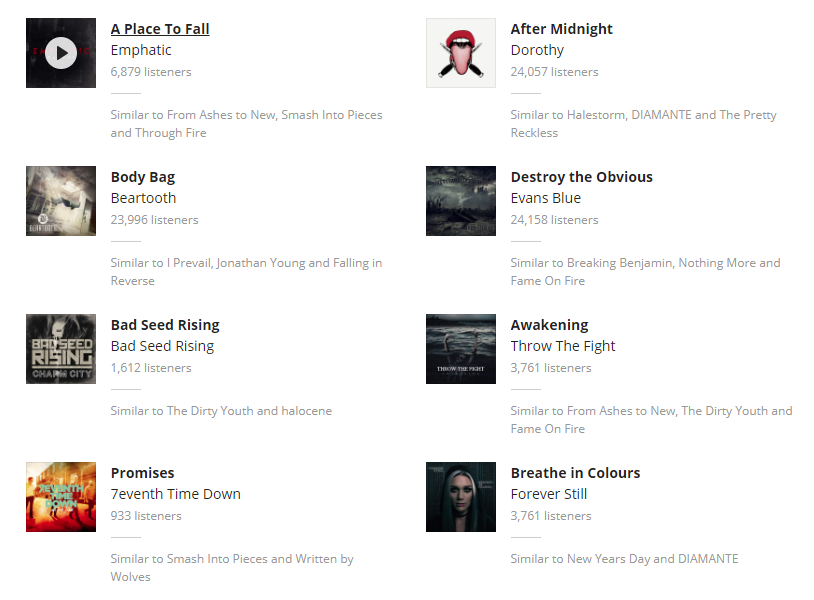 A Place To Fall
Emphatic
6,879 listeners
Similar to From Ashes to New, Smash Into Pieces
and Through Fire
After Midnight
Dorothy
24,057 listeners
Similar to Halestorm, DIAMANTE and The Pretty
Reckless
Body Bag
Beartooth
23,996 listeners
Similar to I Prevail, Jonathan Young and Falling in
Reverse
Destroy the Obvious
Evans Blue
24,158 listeners
Similar to Breaking Benjamin, Nothing More and
Fame On Fire
BAD SEED
RISING
CHARM CITY
Bad Seed Rising
Bad Seed Rising
1,612 listeners
Similar to The Dirty Youth and halocene
THROW THE FIGHT
Awakening
Throw The Fight
3,761 listeners
Similar to From Ashes to New, The Dirty Youth and
Fame On Fire
7EVENTH
TIME
DOWN
Promises
7eventh Time Down
933 listeners
Similar to Smash Into Pieces and Written by
Wolves
Breathe in Colours
Forever Still
3,761 listeners
Similar to New Years Day and DIAMANTE